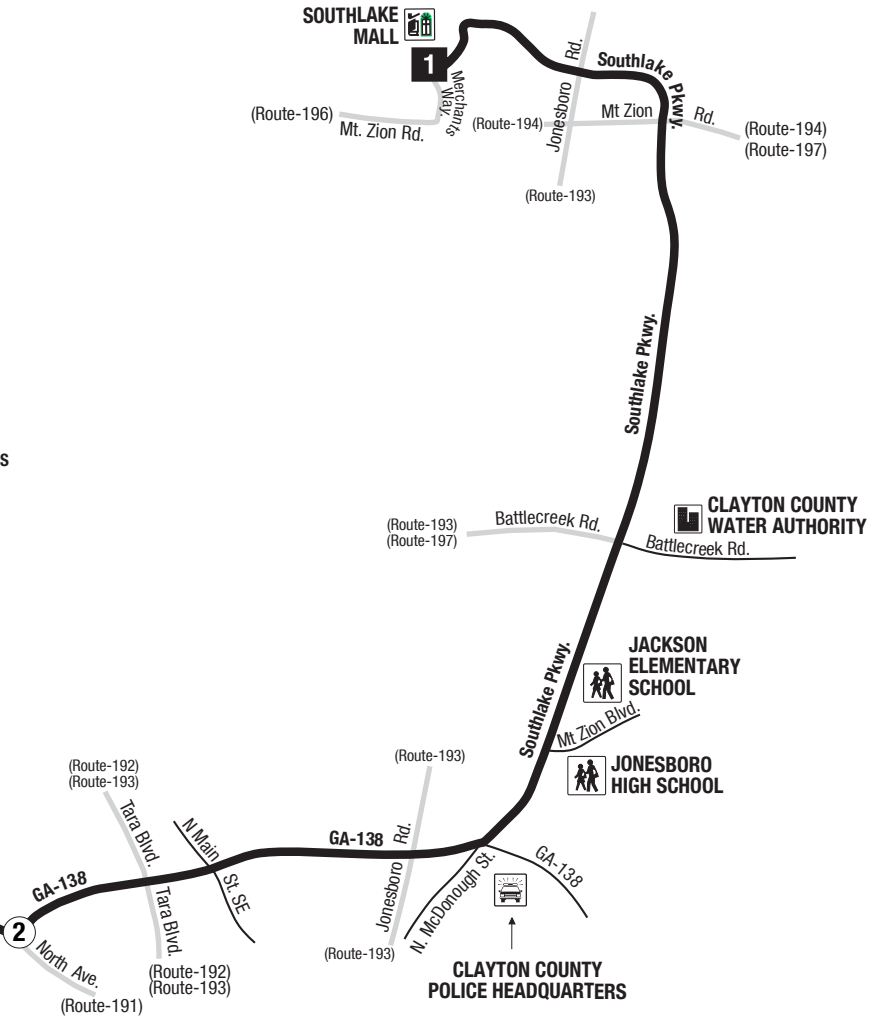 SOUTHLAKE
MALL
1
Merchants
Way.
(Route-196)
Mt. Zion Rd.
Jonesboro
Rd.
Southlake Pkwy.
(Route-194)
Mt Zion
Rd.
(Route-194)
(Route-197)
(Route-193)
Southlake Pkwy.
S
(Route-193)
(Route-197)
Battlecreek Rd.
CLAYTON COUNTY
WATER AUTHORITY
Battlecreek Rd.
Southlake Pkwy.
JACKSON
ELEMENTARY
SCHOOL
Mt Zion Blvd.
JONESBORO
HIGH SCHOOL
(Route-192)
(Route-193)
Tara Blvd.
N Main
St. SE
(Route-193)
GA-138
Jonesboro
Rd.
GA-138
GA-138
N. McDonough St.
Tara Blvd.
2
North Ave.
(Route-191)
(Route-192)
(Route-193)
(Route-193)
CLAYTON COUNTY
POLICE HEADQUARTERS